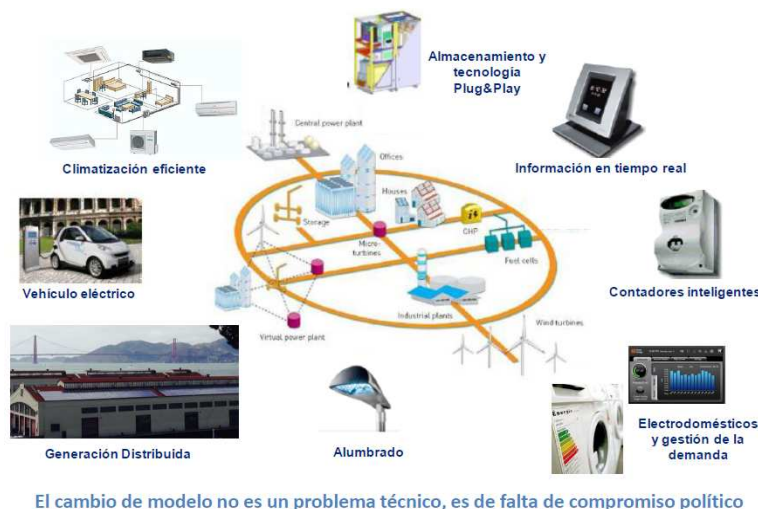 Almacenamiento y
tecnología
Plug&Play
Climatización eficiente
Información en tiempo real
Central power plant
Offices
Houses
Storage
Micro-
turbines
CHP
Fuel cells
Vehículo eléctrico
Contadores inteligentes
Virtual power plant
Industrial plants
Wind turbines
Generación Distribuida
Alumbrado
Energía
Electrodomésticos
y gestión de la
demanda
El cambio de modelo no es un problema técnico, es de falta de compromiso político